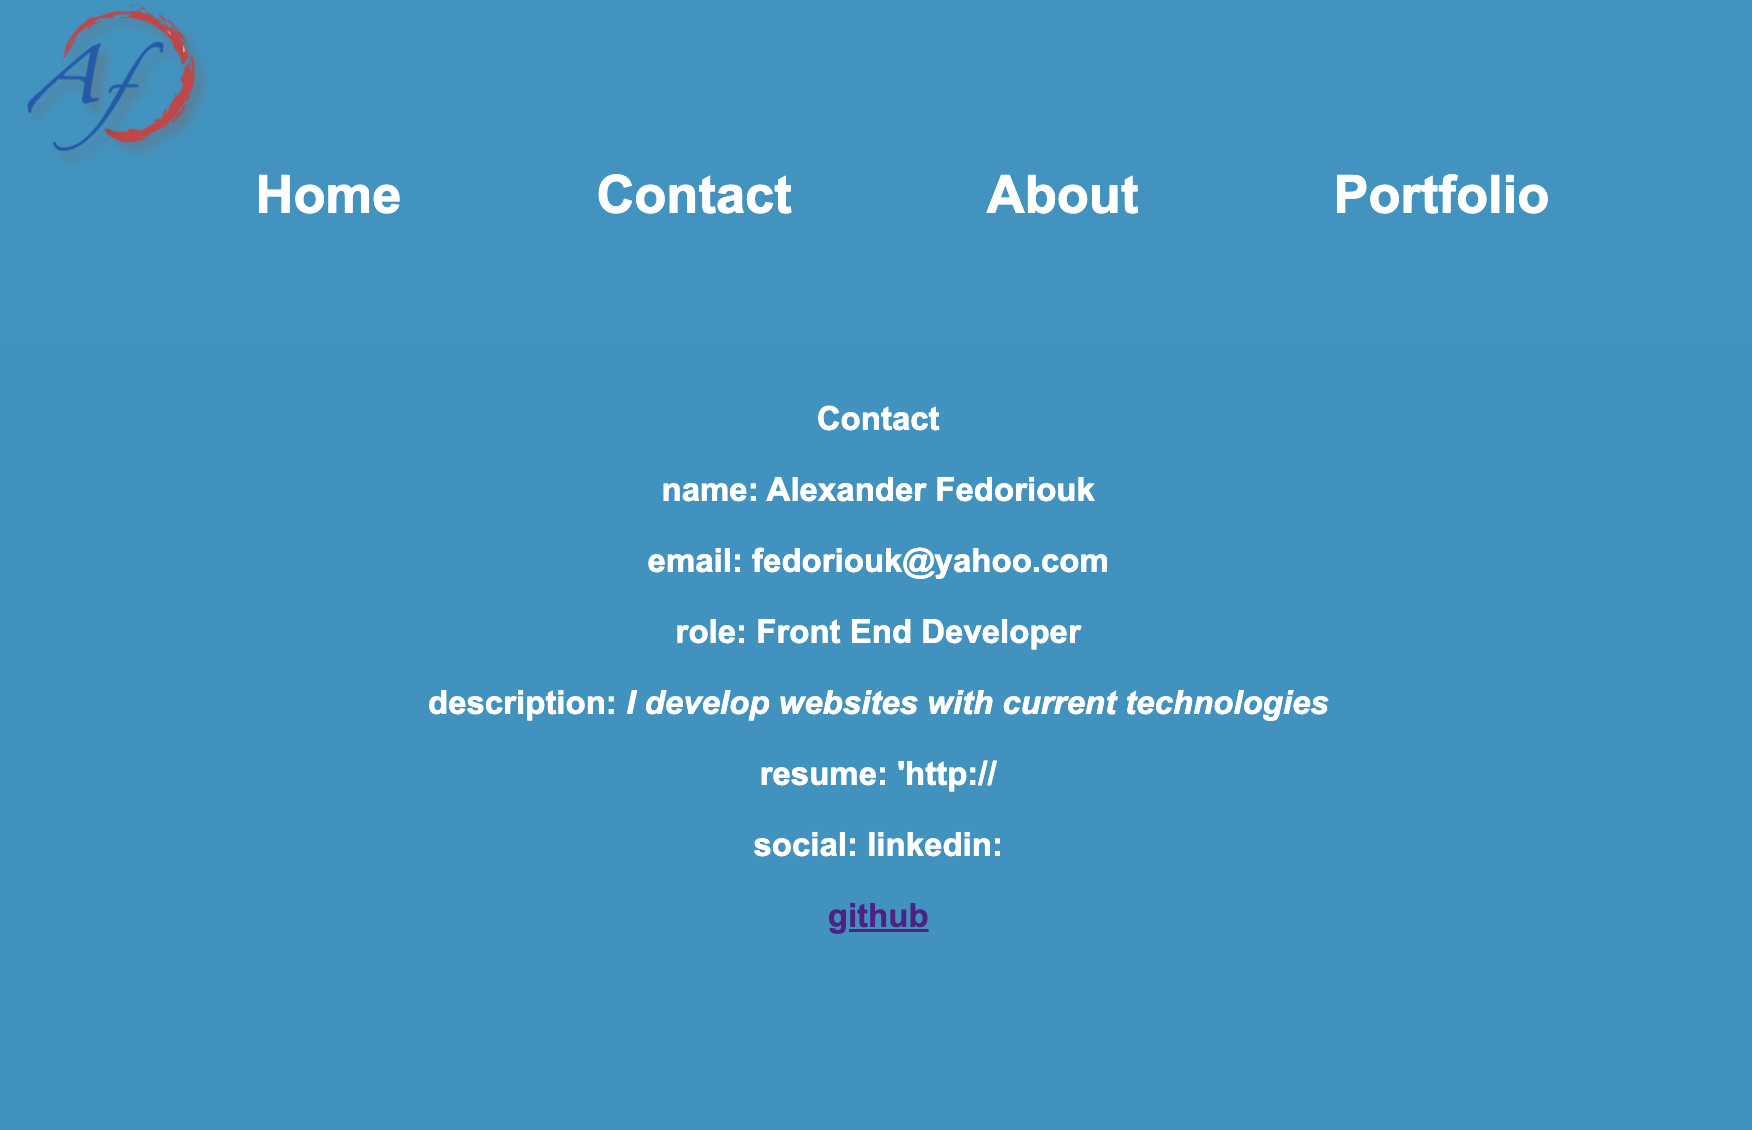 Af
Home Contact About Portfolio
Contact
name: Alexander Fedoriouk
email: fedoriouk@yahoo.com
role: Front End Developer
description: I develop websites with current technologies
resume: 'http://
social: linkedin:
github